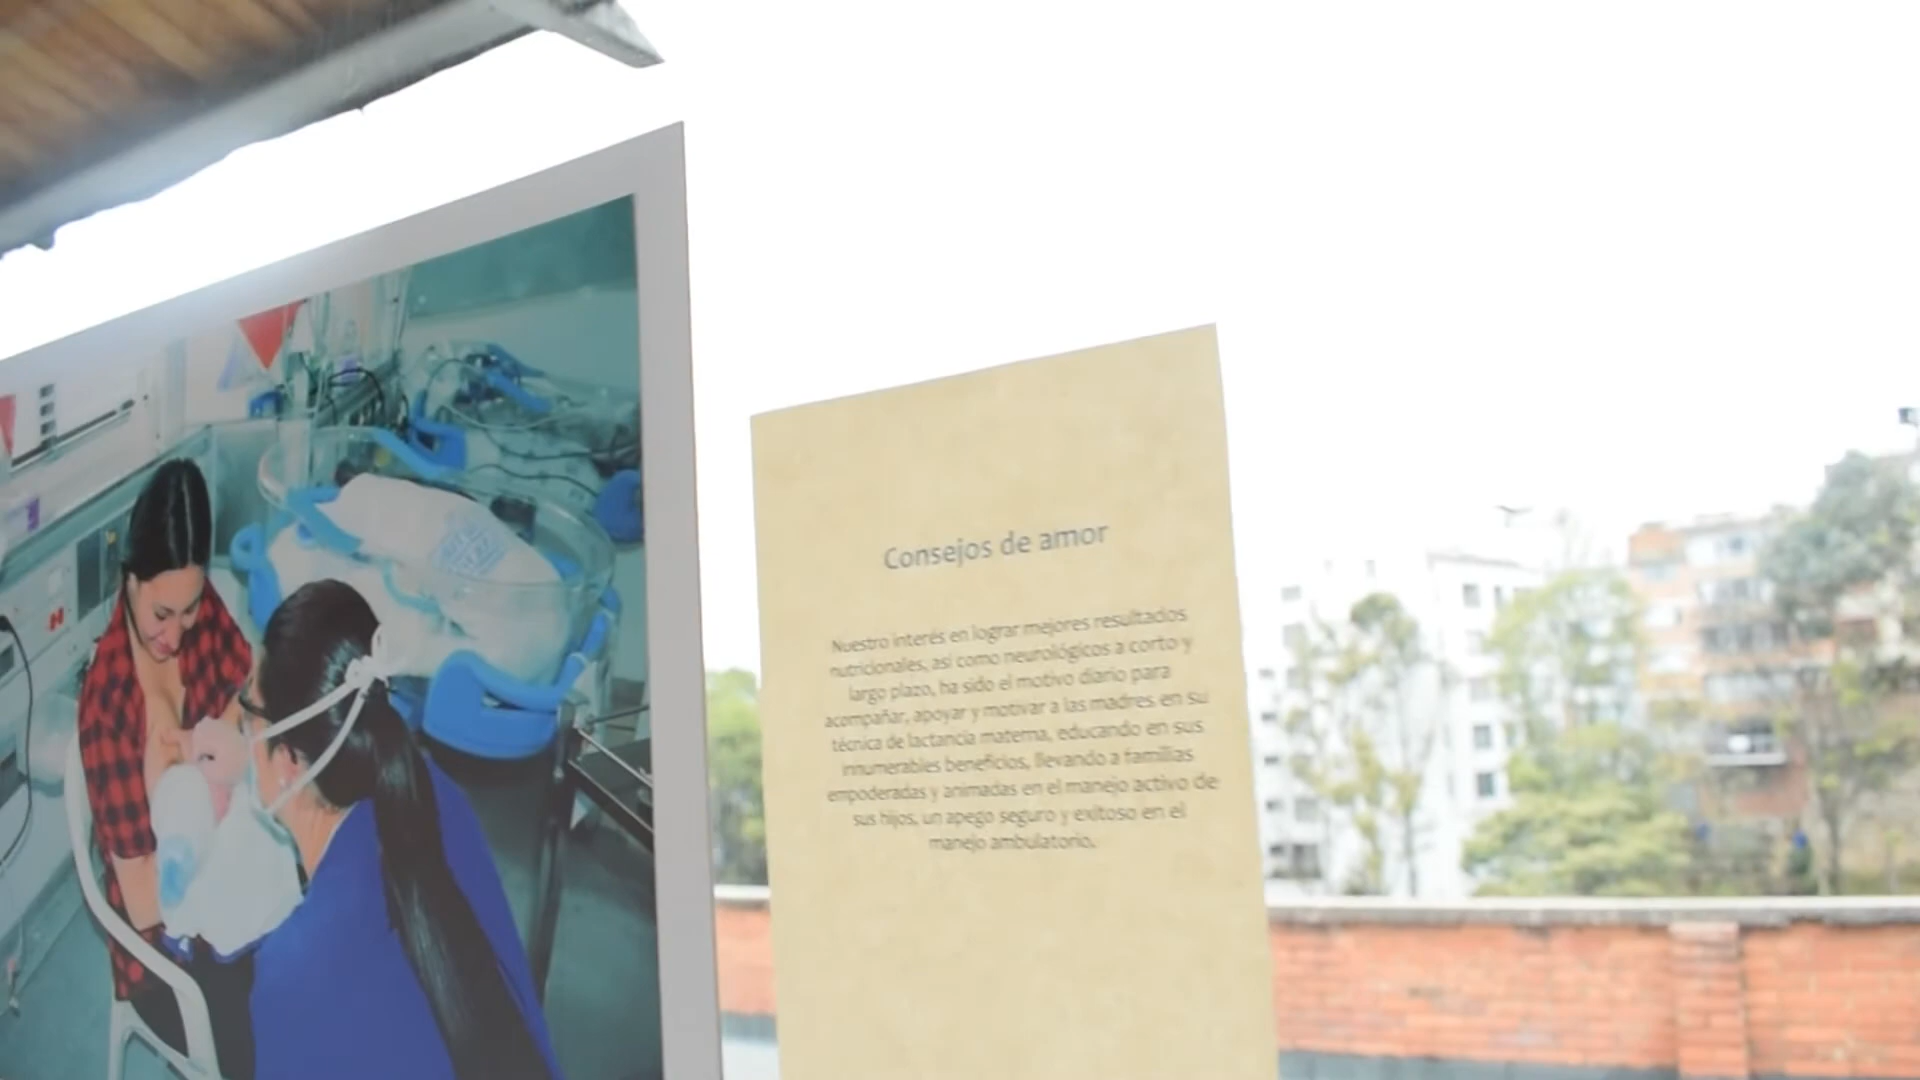 Consejos de amor
Nuestro interés en lograr mejores resultados
nutricionales, así como neurológicos a corto y
largo plazo, ha sido el motivo diario para
acompañar, apoyar y motivar a las madres en su
técnica de lactancia materna, educando en sus
innumerables beneficios, llevando a familias
empoderadas y animadas en el manejo activo de
sus hijos, un apego seguro y exitoso en el
manejo ambulatorio.